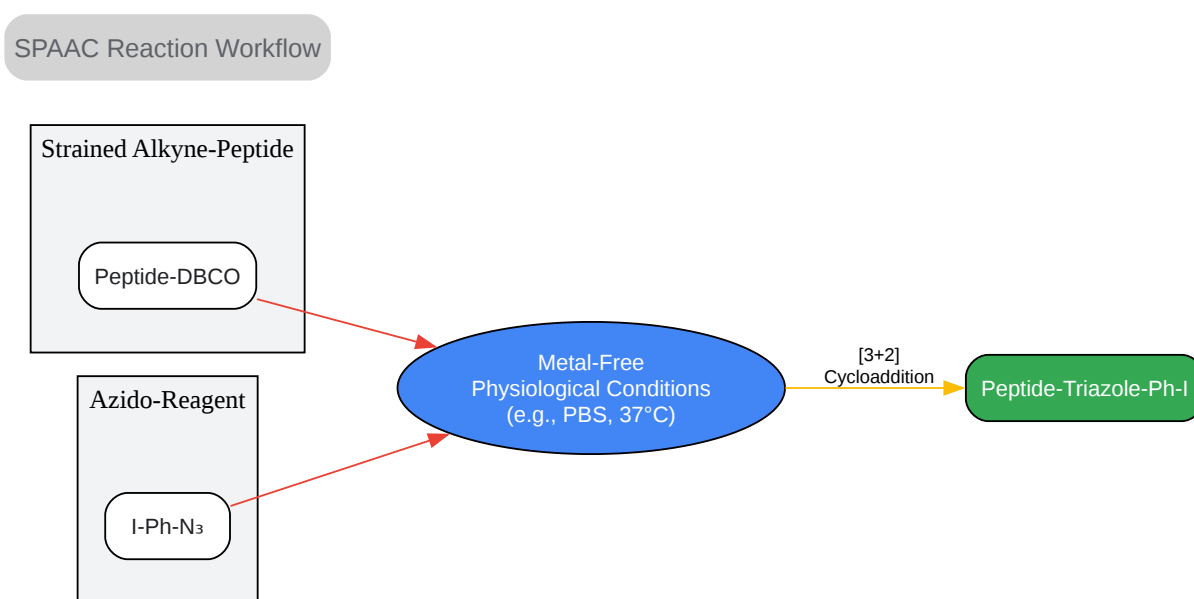 SPAAC Reaction Workflow
Strained Alkyne-Peptide
Peptide-DBCO
Azido-Reagent
I-Ph-N₃
Metal-Free
Physiological Conditions
(e.g., PBS, 37°C)
[3+2]
Cycloaddition
Peptide-Triazole-Ph-I